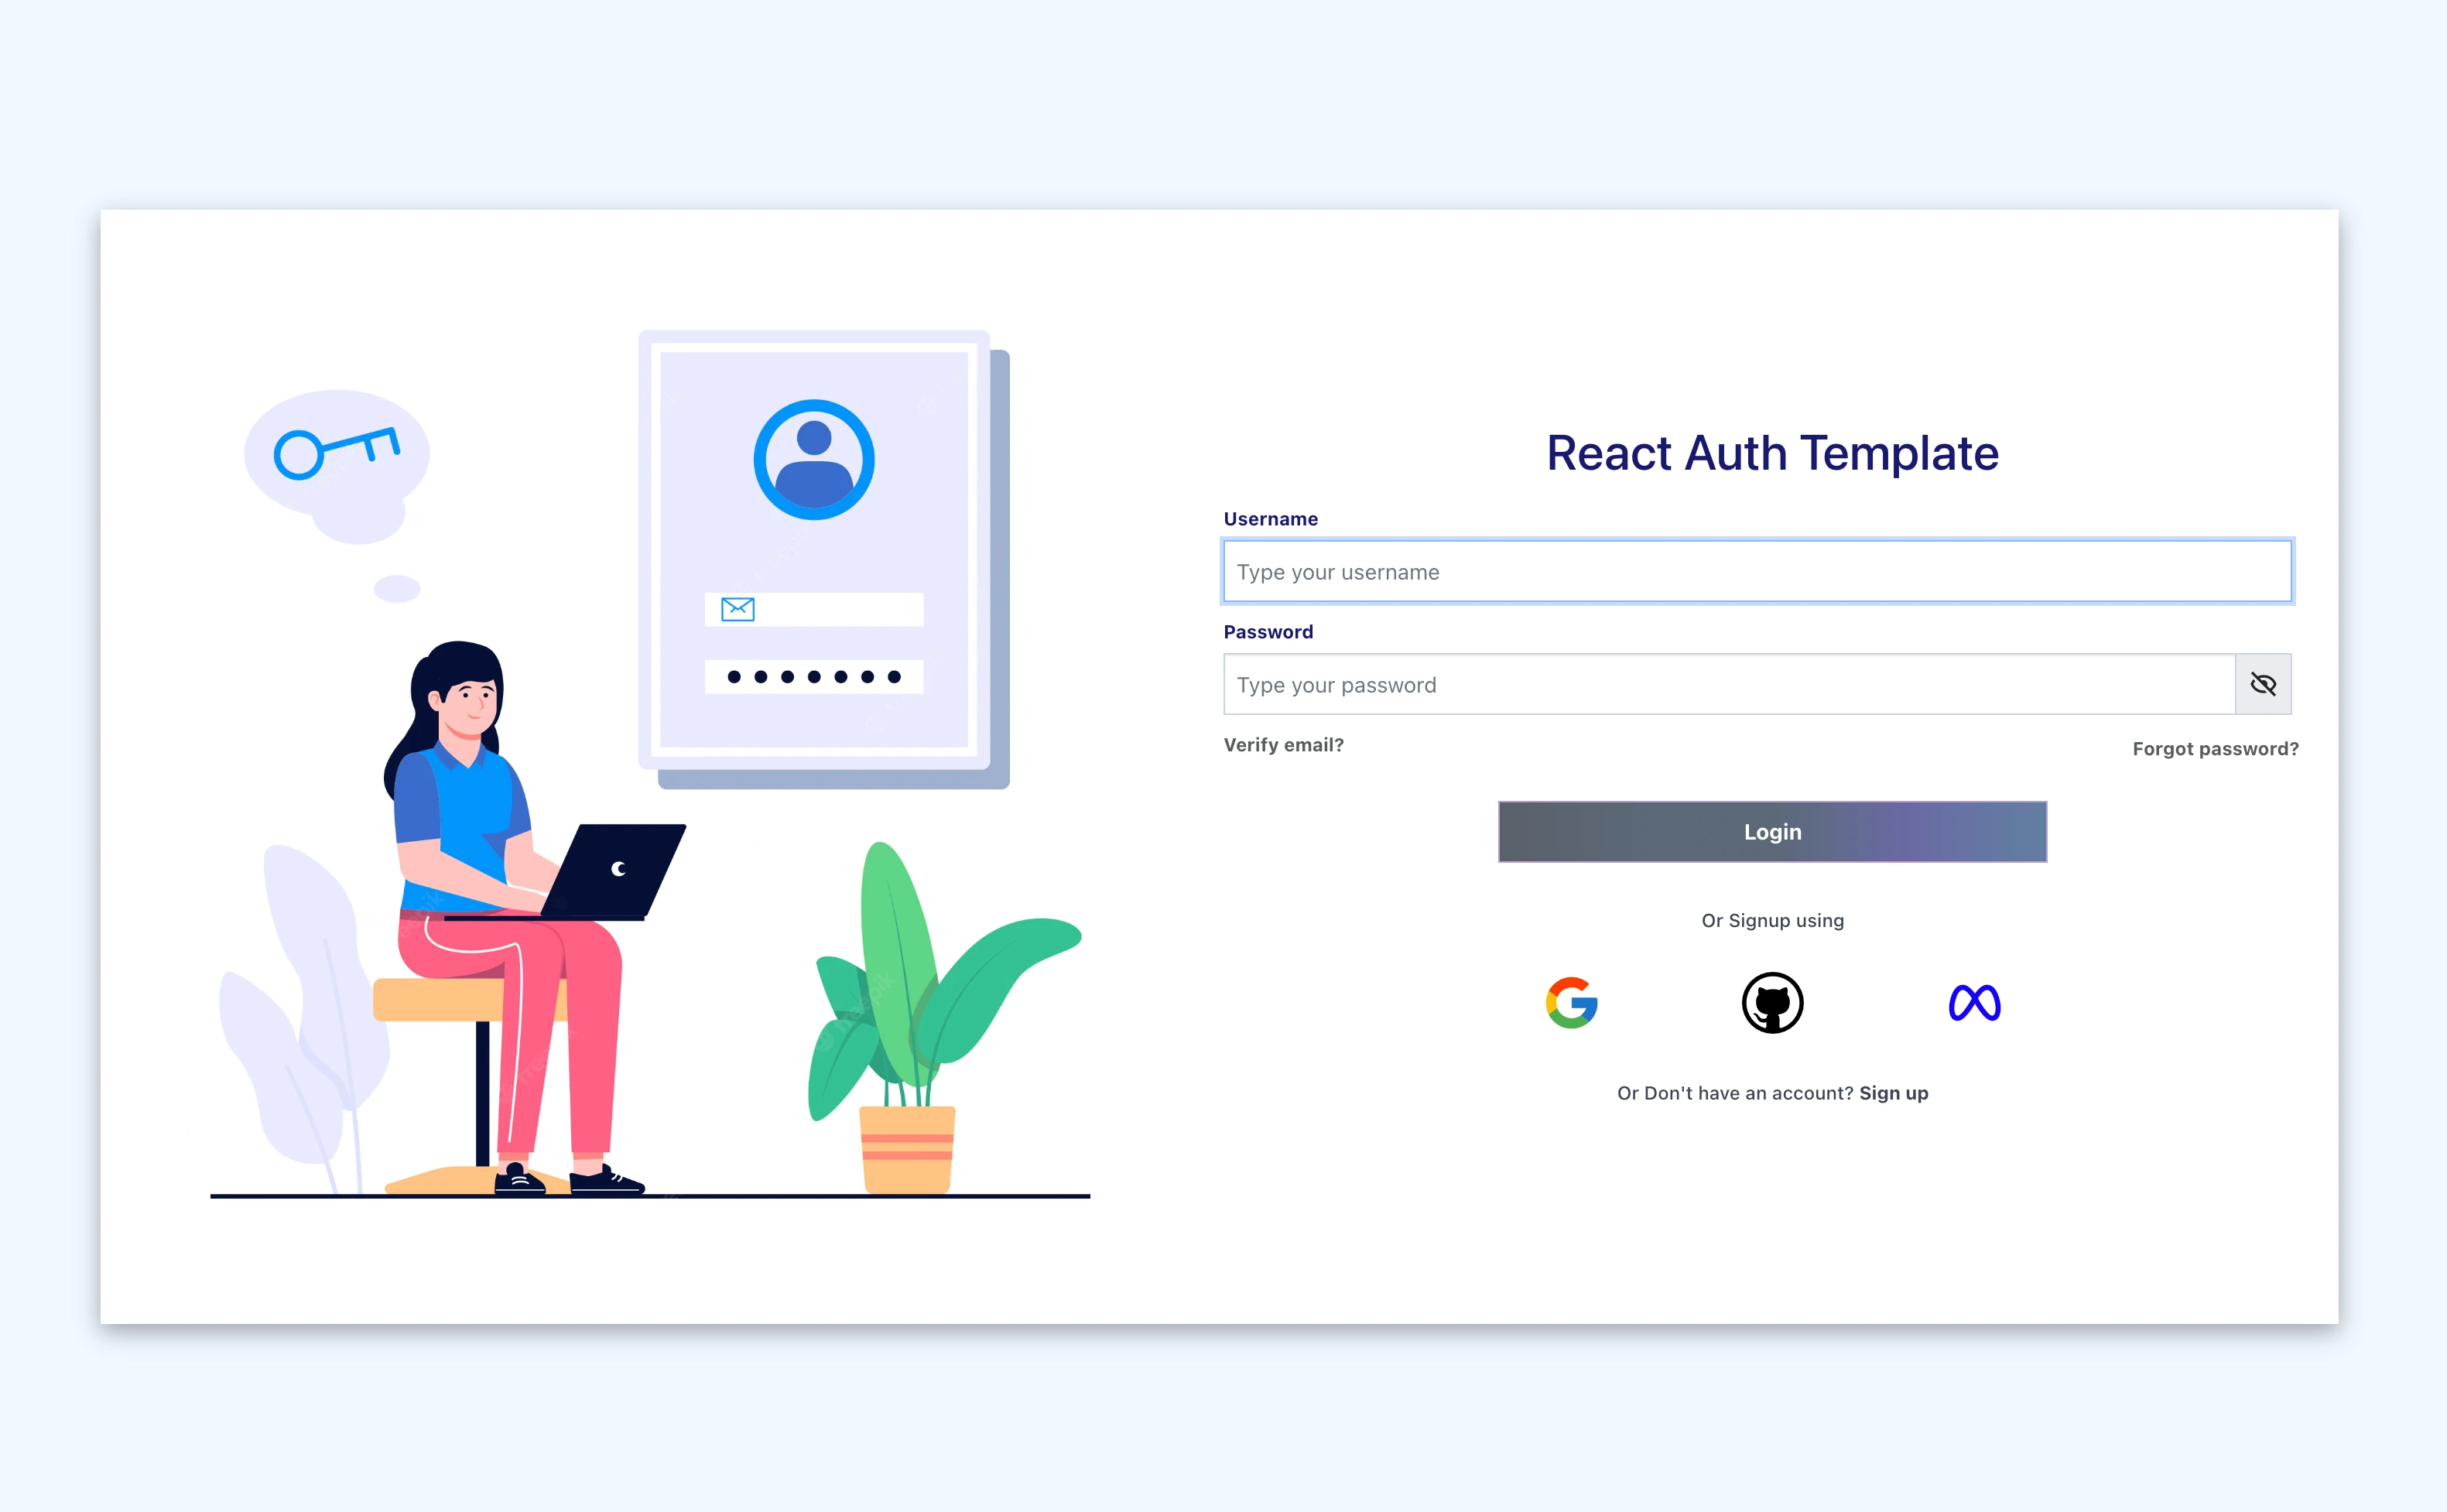 React Auth Template
Username
Type your username
Password
Type your password
Verify email?
Forgot password?
Login
Or Signup using
Or Don't have an account? Sign up